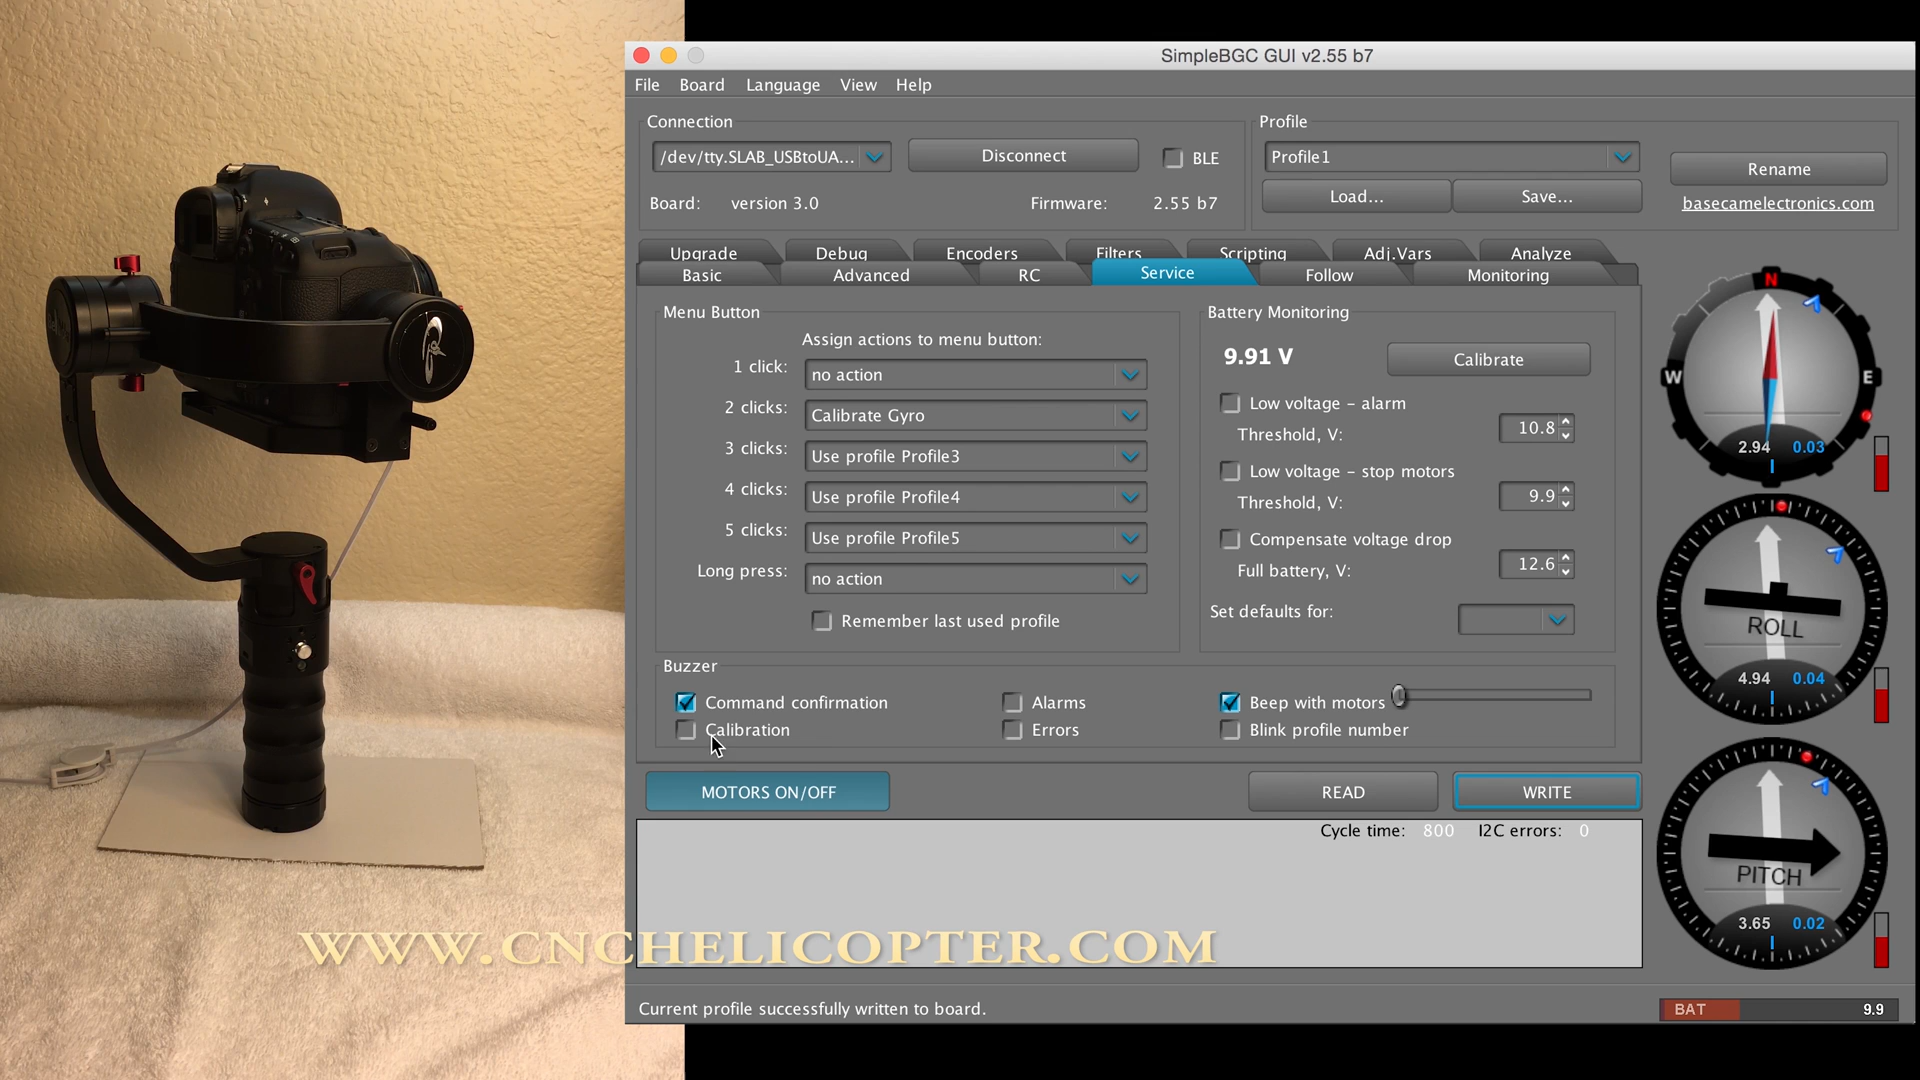 SimpleBGC GUI v2.55 b7
File Board Language View Help
Connection
Profile
/dev/tty.SLAB_USBtoUA...
Disconnect
BLE
Profile1
Rename
Load...
Save...
Board: version 3.0
Firmware: 2.55 b7
basecamelectronics.com
Upgrade Debug Encoders Filters Scripting Adj.Vars Analyze
Basic Advanced RC Service Follow Monitoring
Menu Button
Assign actions to menu button:
1 click: no action
2 clicks: Calibrate Gyro
3 clicks: Use profile Profile3
4 clicks: Use profile Profile4
5 clicks: Use profile Profile5
Long press: no action
Remember last used profile
Battery Monitoring
9.91 V
Calibrate
Low voltage – alarm
Threshold, V: 10.8
Low voltage – stop motors
Threshold, V: 9.9
Compensate voltage drop
Full battery, V: 12.6
Set defaults for:
Buzzer
Command confirmation
Alarms
Beep with motors
Calibration
Errors
Blink profile number
MOTORS ON/OFF
READ
WRITE
Cycle time: 800 I2C errors: 0
N
W
E
2.94 0.03
ROLL
4.94 0.04
PITCH
3.65 0.02
WWW.CNCHELICOPTER.COM
Current profile successfully written to board.
BAT 9.9